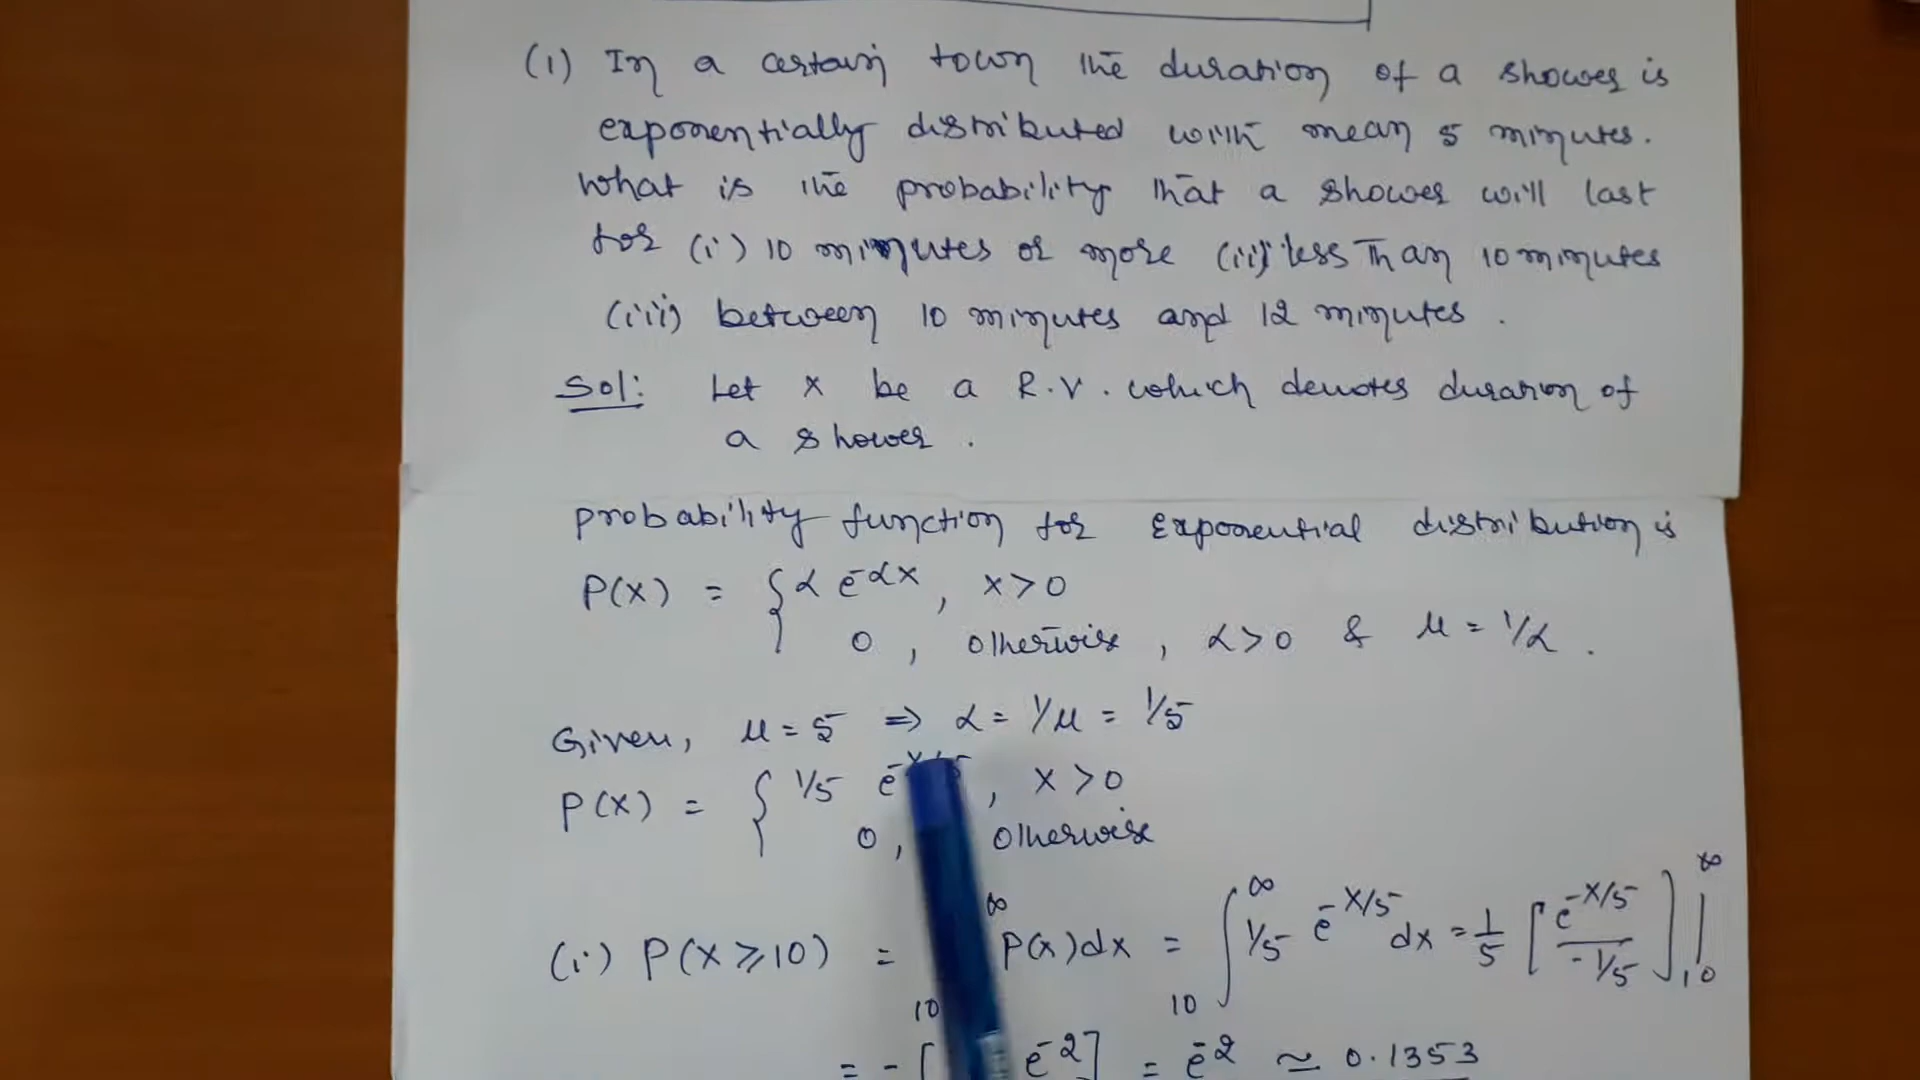 (1) In a certain town the duration of a shower is
exponentially distributed with mean 5 minutes.
What is the probability that a shower will last
for (i) 10 minutes or more (ii) less Than 10 minutes
(iii) between 10 minutes and 12 minutes .
Sol: Let X be a R.V. which denotes duration of
a shower .
probability function for Exponential distribution is
P(X) = { α e^-αx , x > 0
0 , otherwise , α > 0 & μ = 1/α .
Given, μ = 5 => α = 1/μ = 1/5
P(X) = { 1/5 e , x > 0
0 , otherwise
(i) P(X ≥ 10) = ∞ 10 P(x)dx = ∫_10^∞ 1/5 e^-x/5 dx = 1/5 [ e^-x/5 / -1/5 ] |_10^∞
= - [ e^-2 ] = e^-2 ≃ 0.1353